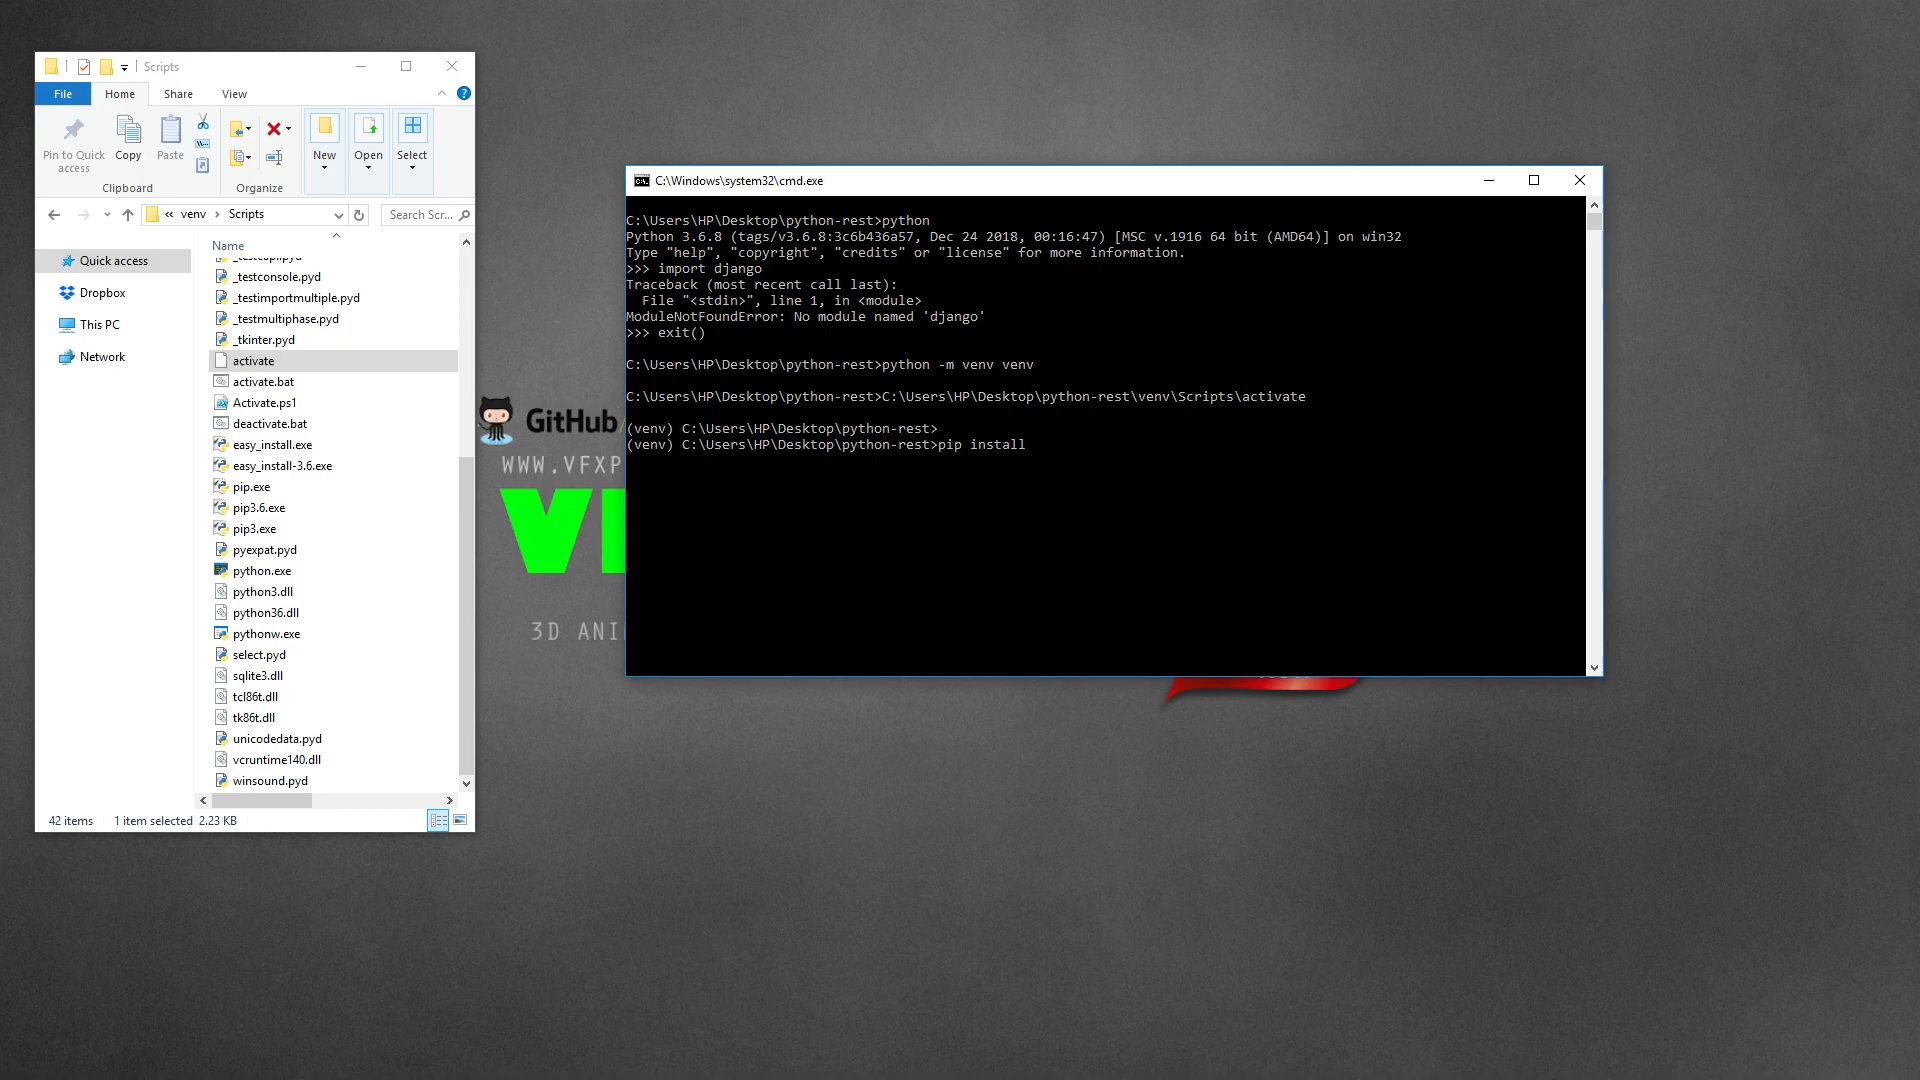 Scripts
File
Home
Share
View
Pin to Quick access
Copy
Paste
New
Open
Select
Clipboard
Organize
« venv › Scripts
Search Scr...
Quick access
Dropbox
This PC
Network
Name
_testconsole.pyd
_testimportmultiple.pyd
_testmultiphase.pyd
_tkinter.pyd
activate
activate.bat
Activate.ps1
deactivate.bat
easy_install.exe
easy_install-3.6.exe
pip.exe
pip3.6.exe
pip3.exe
pyexpat.pyd
python.exe
python3.dll
python36.dll
pythonw.exe
select.pyd
sqlite3.dll
tcl86t.dll
tk86t.dll
unicodedata.pyd
vcruntime140.dll
winsound.pyd
42 items
1 item selected 2.23 KB
GitHub
WWW.VFXP
3D ANI
C:\Windows\system32\cmd.exe
C:\Users\HP\Desktop\python-rest>python
Python 3.6.8 (tags/v3.6.8:3c6b436a57, Dec 24 2018, 00:16:47) [MSC v.1916 64 bit (AMD64)] on win32
Type "help", "copyright", "credits" or "license" for more information.
>>> import django
Traceback (most recent call last):
  File "<stdin>", line 1, in <module>
ModuleNotFoundError: No module named 'django'
>>> exit()
C:\Users\HP\Desktop\python-rest>python -m venv venv
C:\Users\HP\Desktop\python-rest>C:\Users\HP\Desktop\python-rest\venv\Scripts\activate
(venv) C:\Users\HP\Desktop\python-rest>
(venv) C:\Users\HP\Desktop\python-rest>pip install